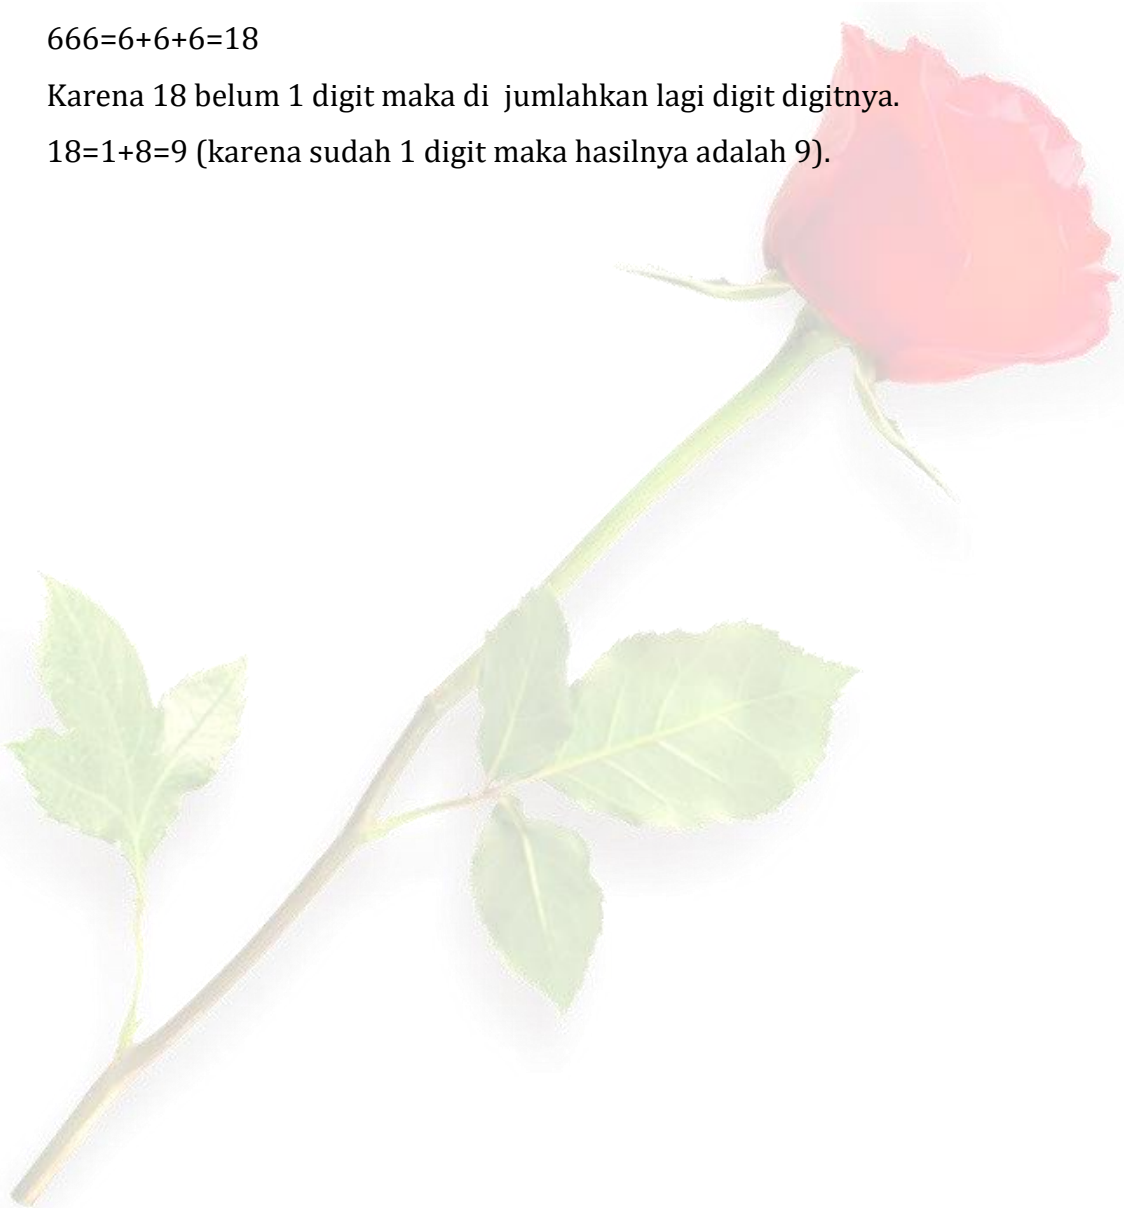 666=6+6+6=18
Karena 18 belum 1 digit maka di  jumlahkan lagi digit digitnya.
18=1+8=9 (karena sudah 1 digit maka hasilnya adalah 9).